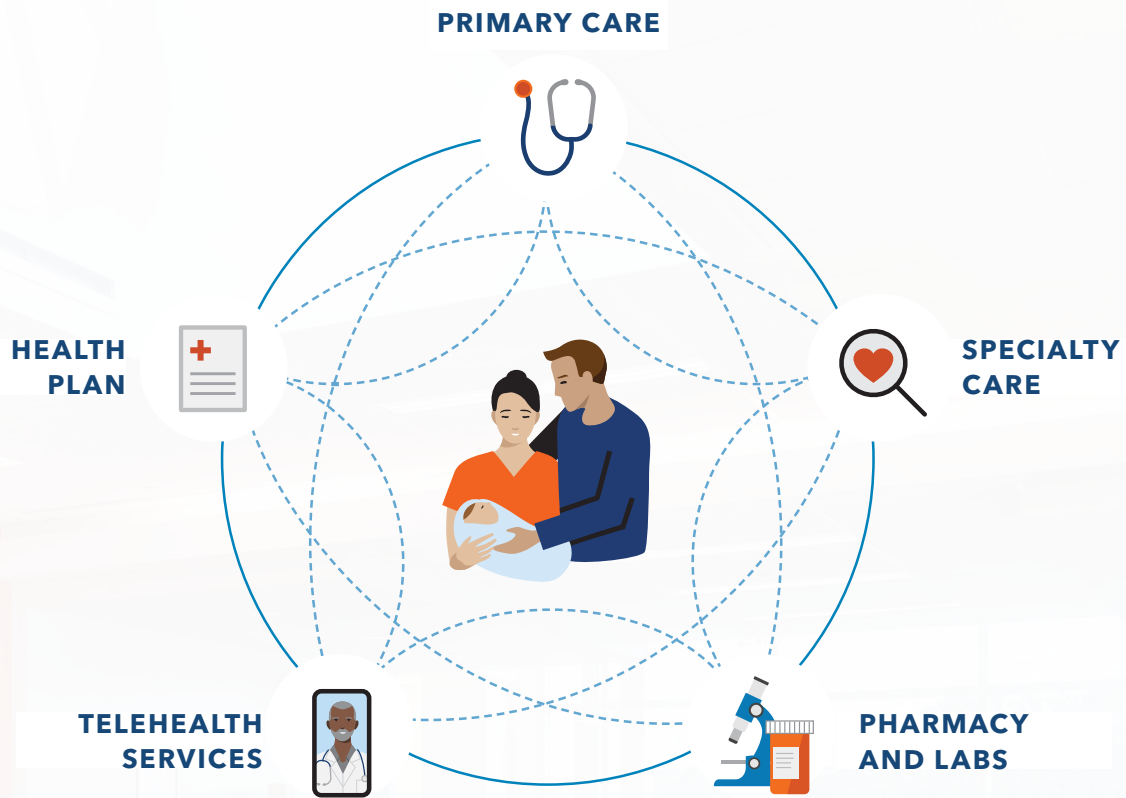 PRIMARY CARE
HEALTH
PLAN
SPECIALTY
CARE
TELEHEALTH
SERVICES
PHARMACY
AND LABS